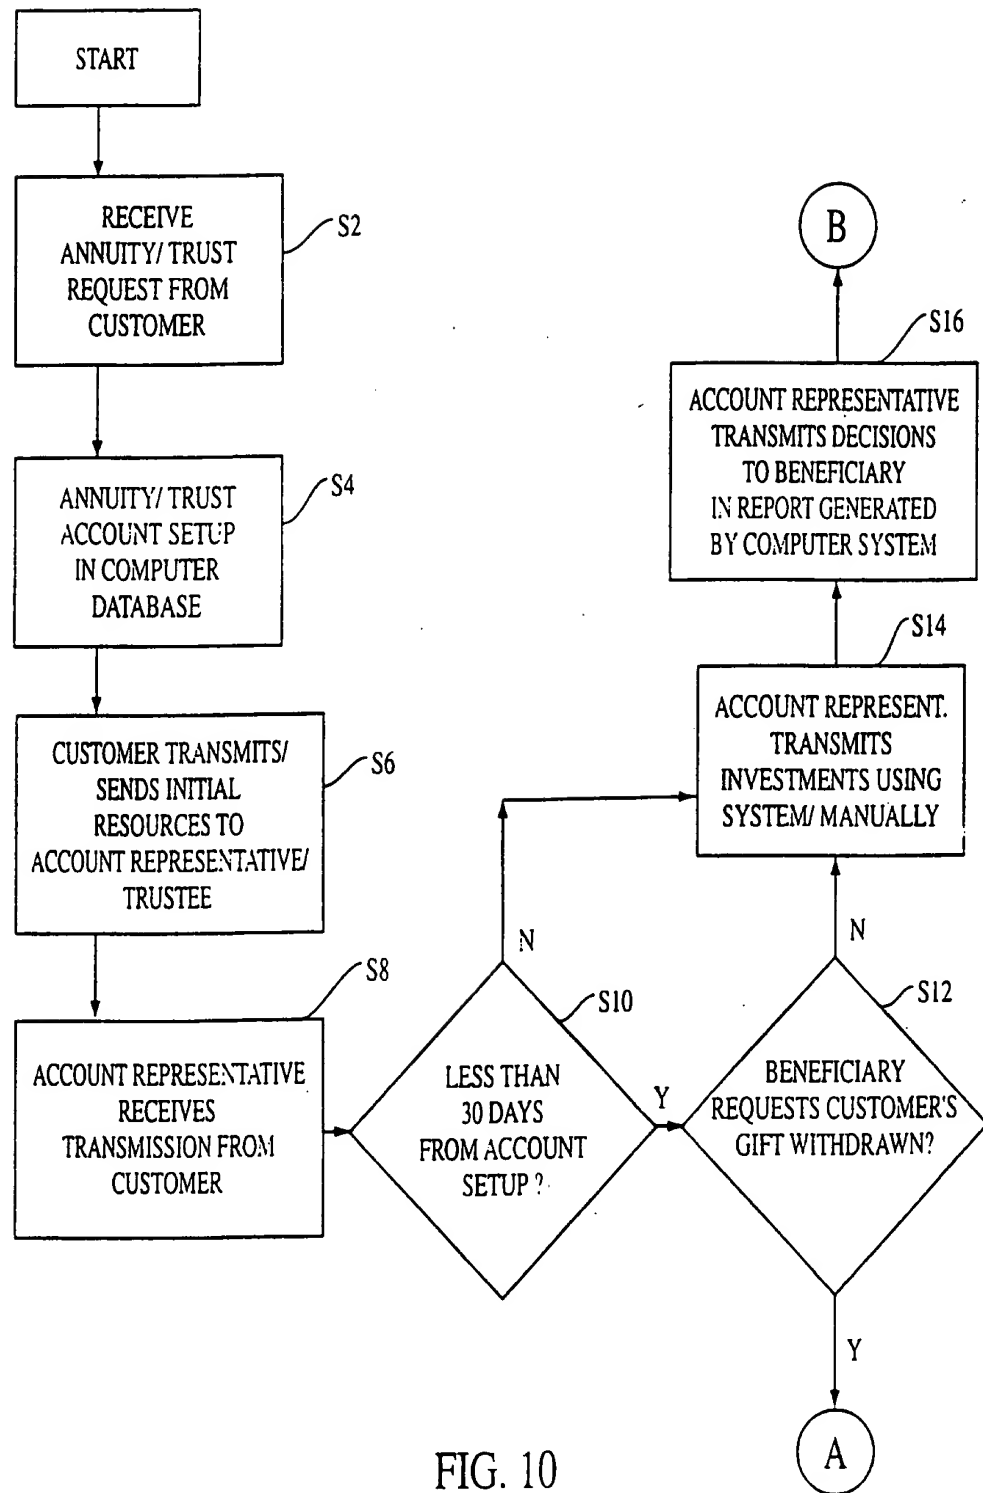 START
RECEIVE
ANNUITY/ TRUST
REQUEST FROM
CUSTOMER
S2
ANNUITY/ TRUST
ACCOUNT SETUP
IN COMPUTER
DATABASE
S4
CUSTOMER TRANSMITS/
SENDS INITIAL
RESOURCES TO
ACCOUNT REPRESENTATIVE/
TRUSTEE
S6
ACCOUNT REPRESENTATIVE
RECEIVES
TRANSMISSION FROM
CUSTOMER
S8
LESS THAN
30 DAYS
FROM ACCOUNT
SETUP ?
S10
N
Y
BENEFICIARY
REQUESTS CUSTOMER'S
GIFT WITHDRAWN?
S12
N
Y
ACCOUNT REPRESENT.
TRANSMITS
INVESTMENTS USING
SYSTEM/ MANUALLY
S14
ACCOUNT REPRESENTATIVE
TRANSMITS DECISIONS
TO BENEFICIARY
IN REPORT GENERATED
BY COMPUTER SYSTEM
S16
B
A
FIG. 10